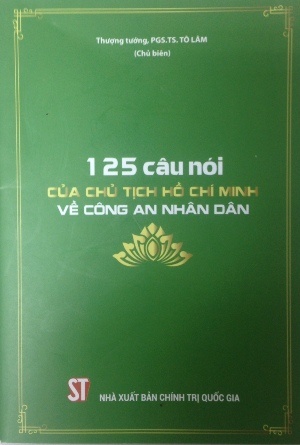 Thượng tướng, PGS.TS. TÔ LÂM
(Chủ biên)
125 câu nói
CỦA CHỦ TỊCH HỒ CHÍ MINH
VỀ CÔNG AN NHÂN DÂN
ST
NHÀ XUẤT BẢN CHÍNH TRỊ QUỐC GIA